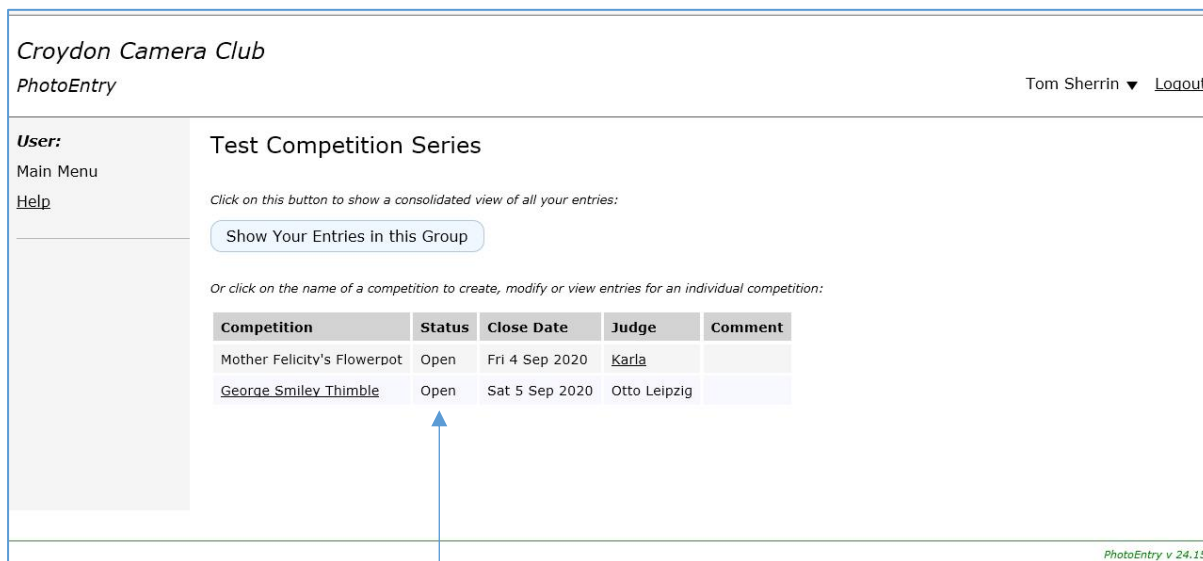 Croydon Camera Club
PhotoEntry
Tom Sherrin ▼ Logout
User:
Main Menu
Help
Test Competition Series
Click on this button to show a consolidated view of all your entries:
Show Your Entries in this Group
Or click on the name of a competition to create, modify or view entries for an individual competition:
Competition Status Close Date Judge Comment
Mother Felicity's Flowerpot Open Fri 4 Sep 2020 Karla
George Smiley Thimble Open Sat 5 Sep 2020 Otto Leipzig
PhotoEntry v 24.15